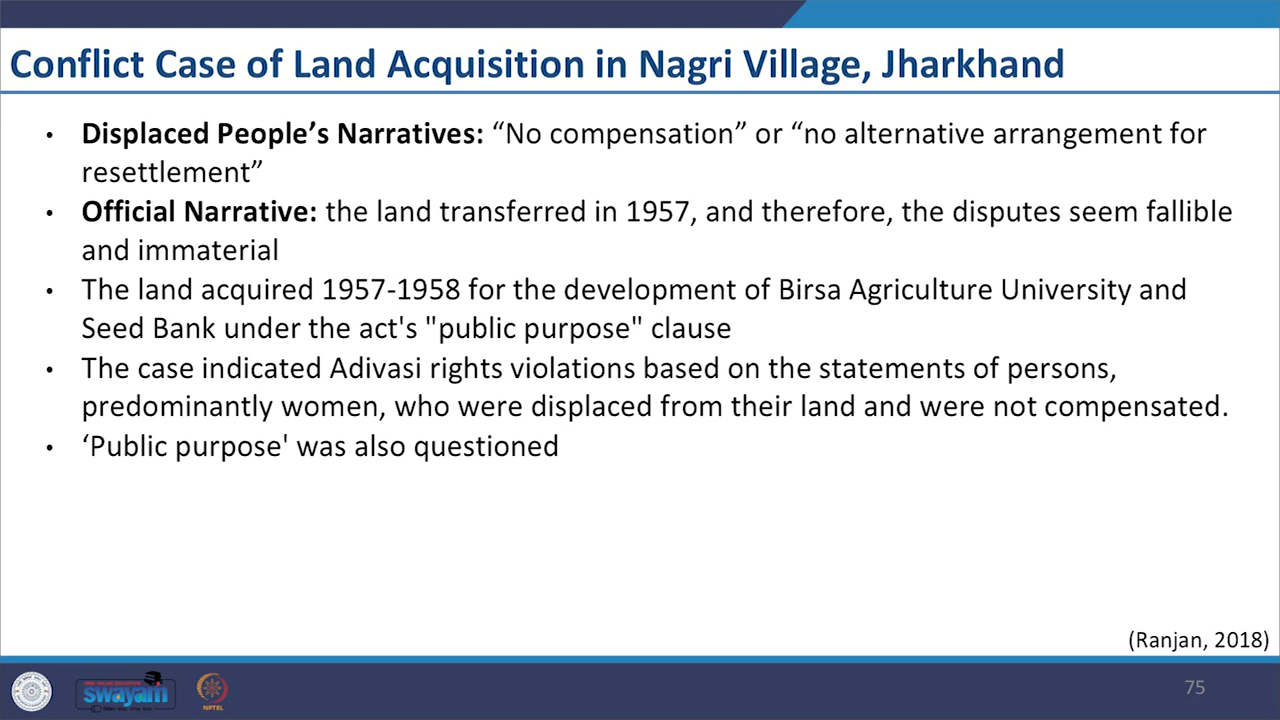 Conflict Case of Land Acquisition in Nagri Village, Jharkhand
• Displaced People’s Narratives: “No compensation” or “no alternative arrangement for
resettlement”
• Official Narrative: the land transferred in 1957, and therefore, the disputes seem fallible
and immaterial
• The land acquired 1957-1958 for the development of Birsa Agriculture University and
Seed Bank under the act's "public purpose" clause
• The case indicated Adivasi rights violations based on the statements of persons,
predominantly women, who were displaced from their land and were not compensated.
• ‘Public purpose' was also questioned
(Ranjan, 2018)
swayam
NPTEL
75